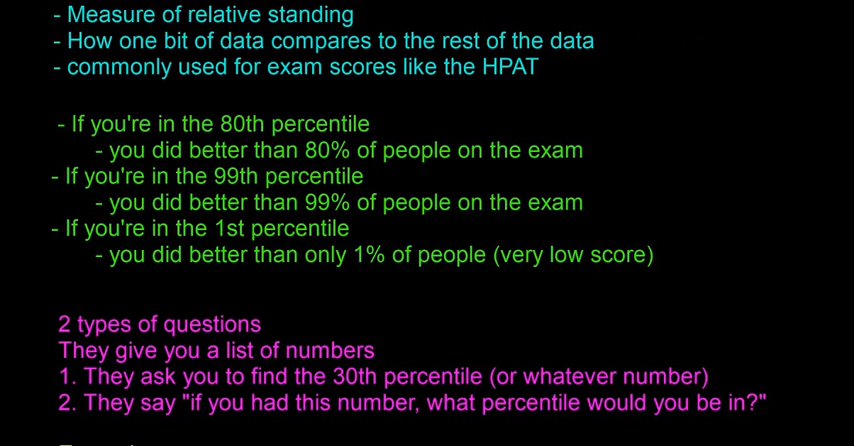 - Measure of relative standing
- How one bit of data compares to the rest of the data
- commonly used for exam scores like the HPAT
- If you're in the 80th percentile
- you did better than 80% of people on the exam
- If you're in the 99th percentile
- you did better than 99% of people on the exam
- If you're in the 1st percentile
- you did better than only 1% of people (very low score)
2 types of questions
They give you a list of numbers
1. They ask you to find the 30th percentile (or whatever number)
2. They say "if you had this number, what percentile would you be in?"